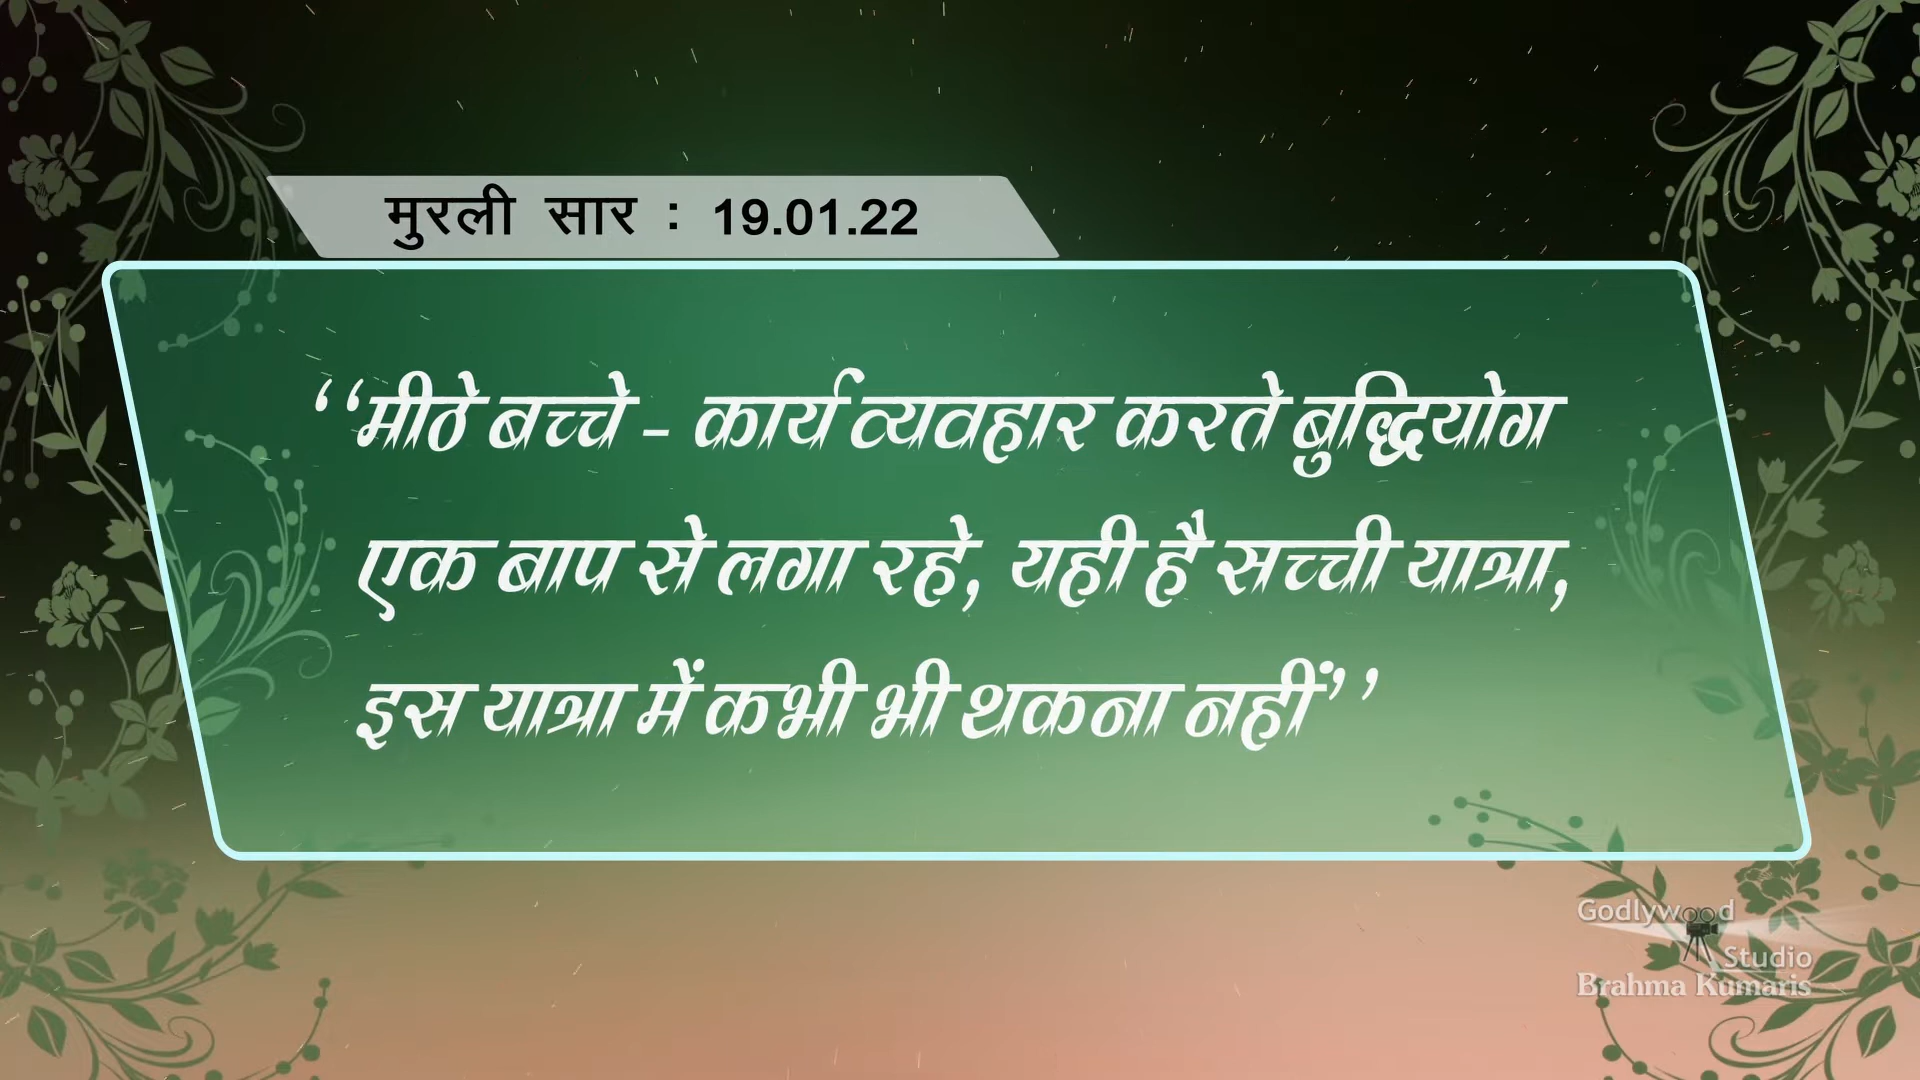 मुरली सार : 19.01.22
‘‘मीठे बच्चे - कार्य व्यवहार करते बुद्धियोग
एक बाप से लगा रहे, यही है सच्ची यात्रा,
इस यात्रा में कभी भी थकना नहीं’’
Godlywood
Studio
Brahma Kumaris